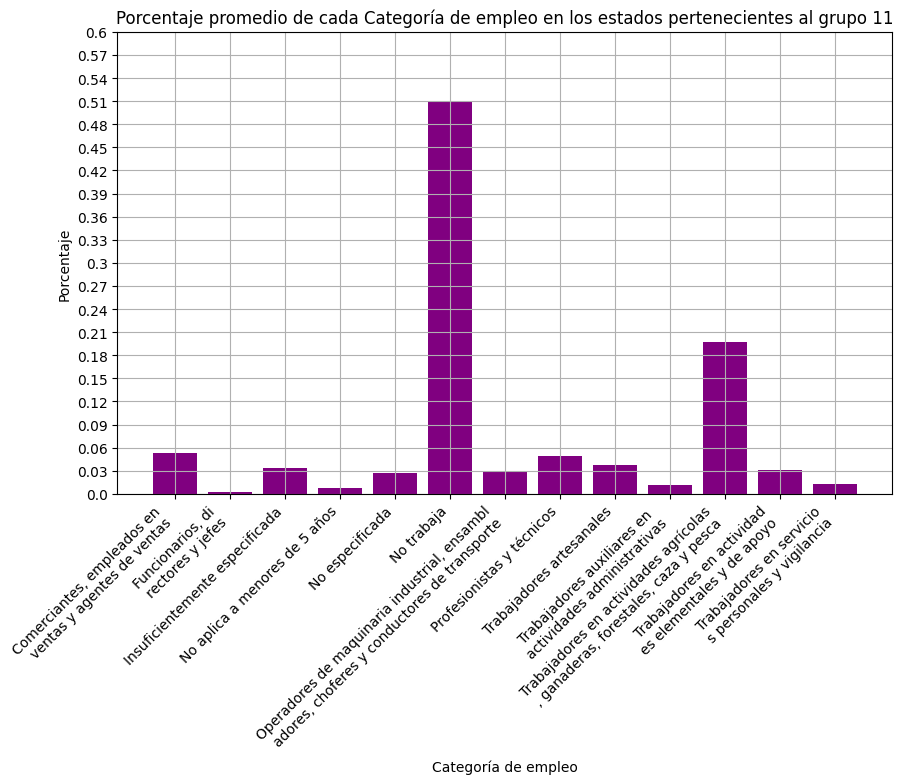 Porcentaje promedio de cada Categoría de empleo en los estados pertenecientes al grupo 11
0.6
0.57
0.54
0.51
0.48
0.45
0.42
0.39
0.36
0.33
0.3
0.27
0.24
0.21
0.18
0.15
0.12
0.09
0.06
0.03
0.0
Porcentaje
Comerciantes, empleados en
ventas y agentes de ventas
Funcionarios, di
rectores y jefes
Insuficientemente especificada
No aplica a menores de 5 años
No especificada
No trabaja
Operadores de maquinaria industrial, ensambl
adores, choferes y conductores de transporte
Profesionistas y técnicos
Trabajadores artesanales
Trabajadores auxiliares en
actividades administrativas
Trabajadores en actividades agrícolas
, ganaderas, forestales, caza y pesca
Trabajadores en actividad
es elementales y de apoyo
Trabajadores en servicio
s personales y vigilancia
Categoría de empleo